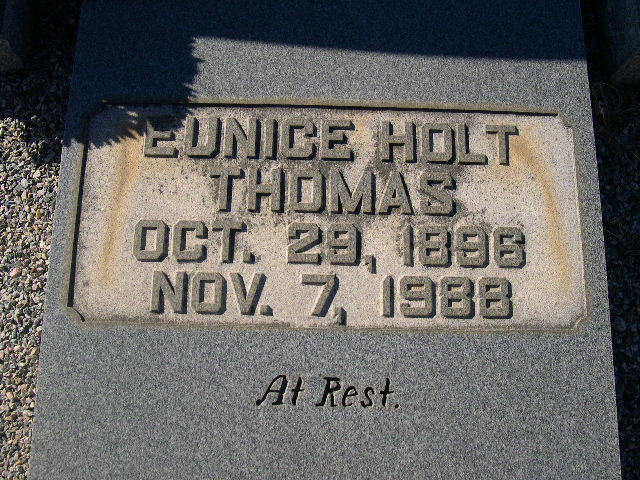 EUNICE HOLT
THOMAS
OCT. 29, 1896
NOV. 7, 1988
At Rest.